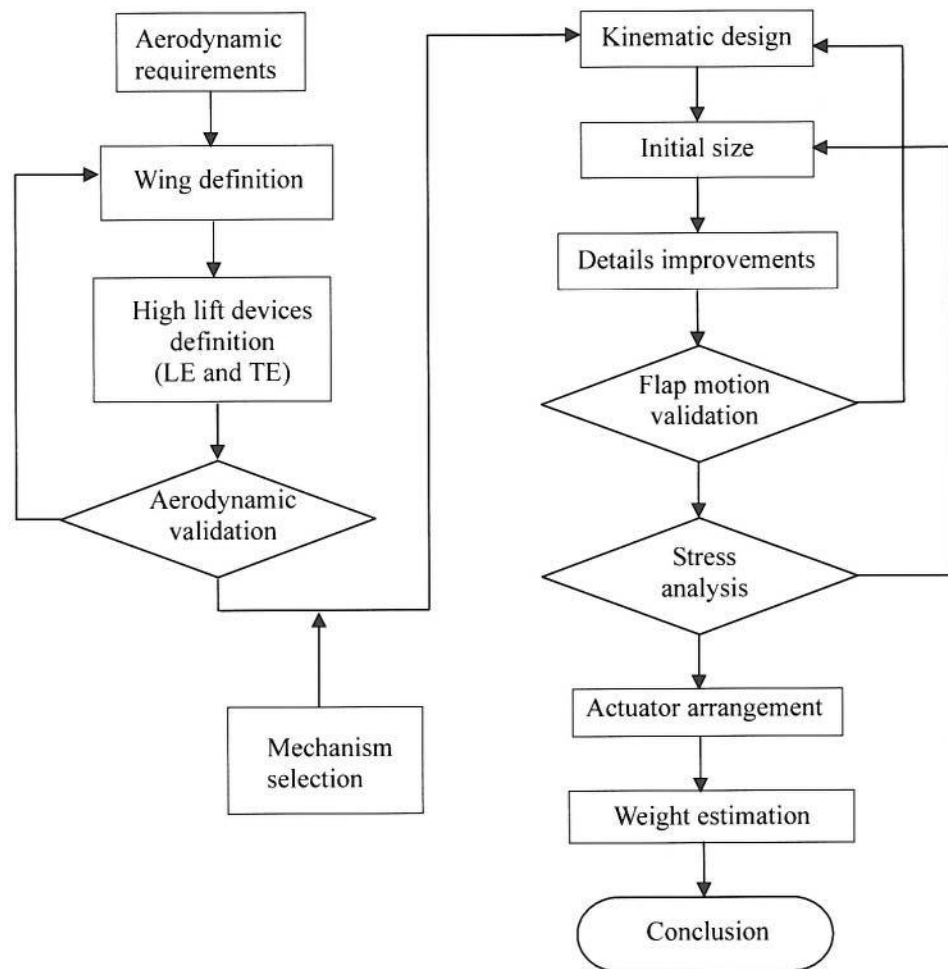 Aerodynamic
requirements
Wing definition
High lift devices
definition
(LE and TE)
Aerodynamic
validation
Mechanism
selection
Kinematic design
Initial size
Details improvements
Flap motion
validation
Stress
analysis
Actuator arrangement
Weight estimation
Conclusion